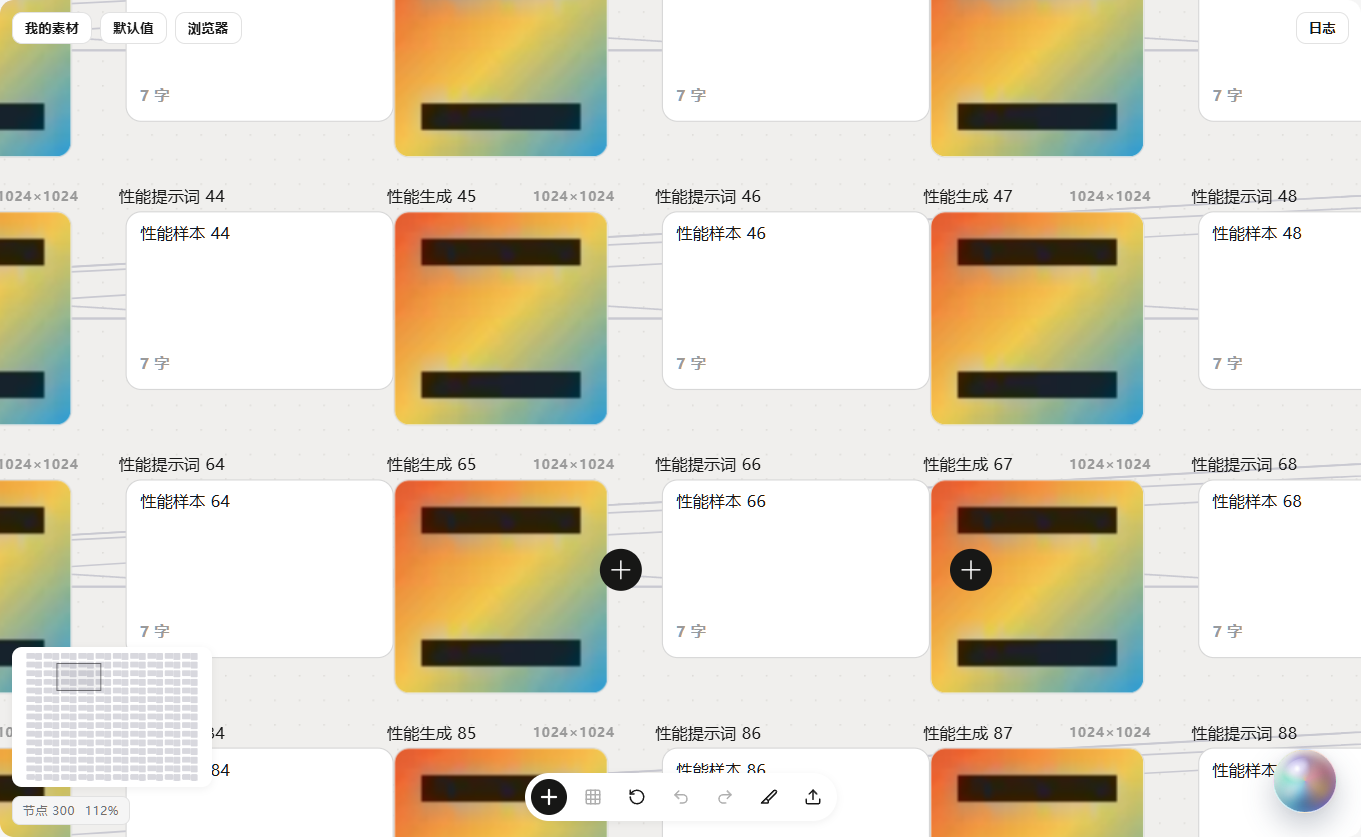 我的素材 默认值 浏览器 日志
7 字 7 字 7 字
1024×1024 性能提示词 44 性能生成 45 1024×1024 性能提示词 46 性能生成 47 1024×1024 性能提示词 48
性能样本 44 性能样本 46 性能样本 48
7 字 7 字 7 字
1024×1024 性能提示词 64 性能生成 65 1024×1024 性能提示词 66 性能生成 67 1024×1024 性能提示词 68
性能样本 64 性能样本 66 性能样本 68
7 字 7 字 7 字
84 性能生成 85 1024×1024 性能提示词 86 性能生成 87 1024×1024 性能提示词 88
84 性能样本 86 性能样本
节点 300 112%